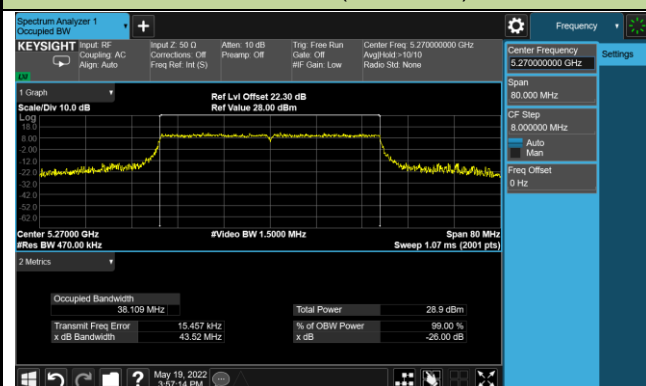 Spectrum Analyzer 1
Occupied BW
Frequency
KEYSIGHT
Input: RF
Coupling: AC
Align: Auto
Input Z: 50 Ω
Corrections: Off
Freq Ref: Int (S)
Atten: 10 dB
Preamp: Off
Trig: Free Run
Gate: Off
#IF Gain: Low
Center Freq: 5.270000000 GHz
Avg|Hold:>10/10
Radio Std: None
Center Frequency
5.270000000 GHz
Settings
Span
80.000 MHz
CF Step
8.000000 MHz
Auto
Man
Freq Offset
0 Hz
1 Graph
Scale/Div 10.0 dB
Ref Lvl Offset 22.30 dB
Ref Value 28.00 dBm
Log
18.0
8.00
-2.00
-12.0
-22.0
-32.0
-42.0
-52.0
-62.0
Center 5.27000 GHz
#Res BW 470.00 kHz
#Video BW 1.5000 MHz
Span 80 MHz
Sweep 1.07 ms (2001 pts)
2 Metrics
Occupied Bandwidth
38.109 MHz
Total Power 28.9 dBm
Transmit Freq Error 15.457 kHz
% of OBW Power 99.00 %
x dB Bandwidth 43.52 MHz
x dB -26.00 dB
May 19, 2022
3:57:14 PM